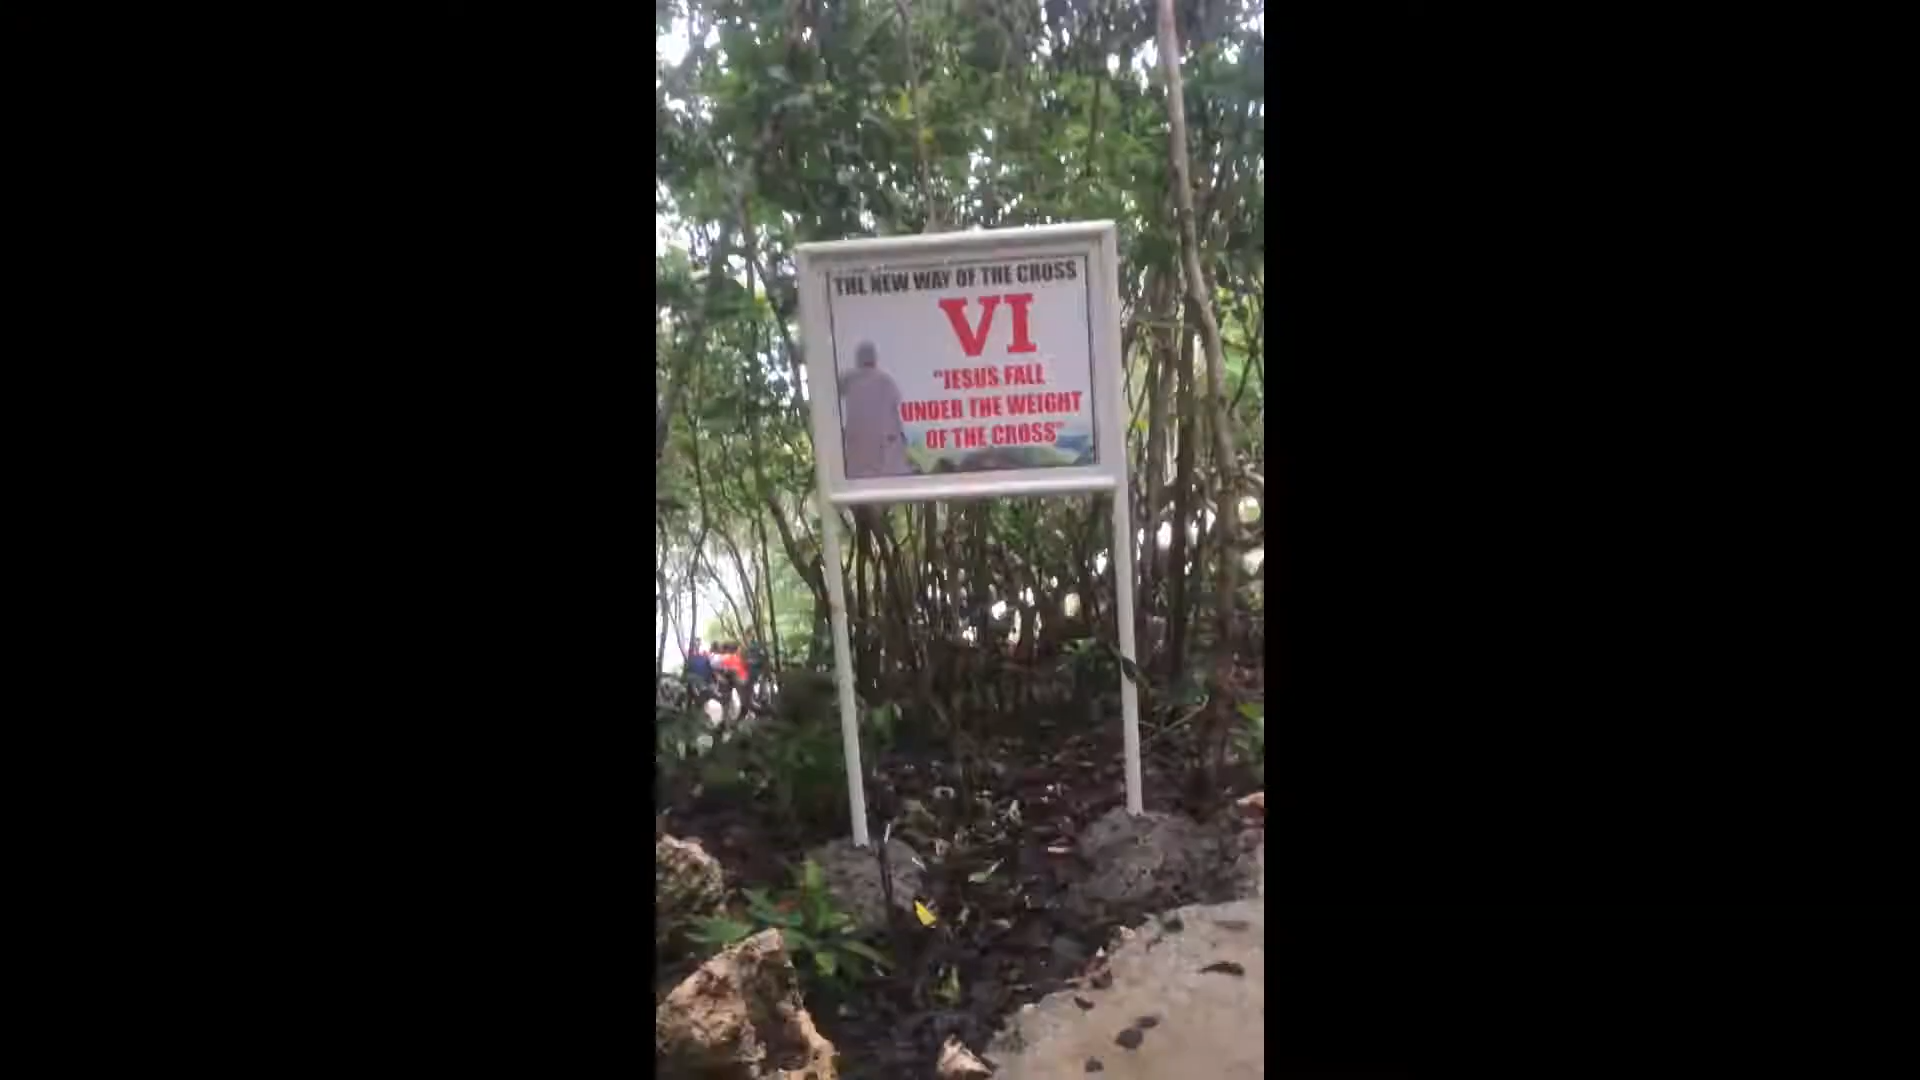 THE NEW WAY OF THE CROSS
VI
"JESUS FALL
UNDER THE WEIGHT
OF THE CROSS"